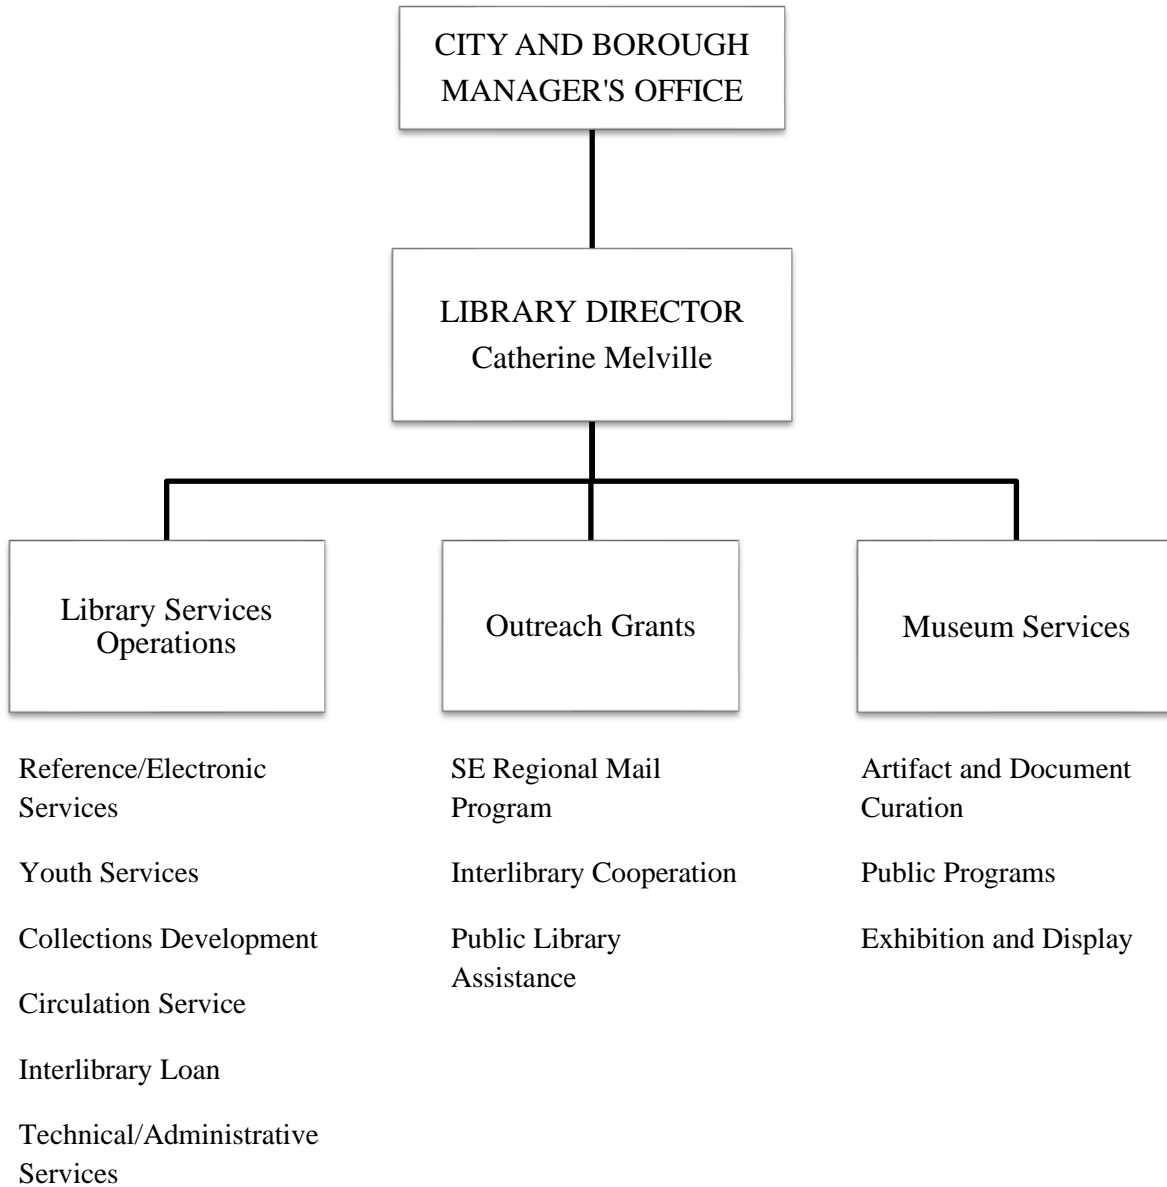 CITY AND BOROUGH
MANAGER'S OFFICE
LIBRARY DIRECTOR
Catherine Melville
Library Services
Operations
Outreach Grants
Museum Services
Reference/Electronic
Services
Youth Services
Collections Development
Circulation Service
Interlibrary Loan
Technical/Administrative
Services
SE Regional Mail
Program
Interlibrary Cooperation
Public Library
Assistance
Artifact and Document
Curation
Public Programs
Exhibition and Display